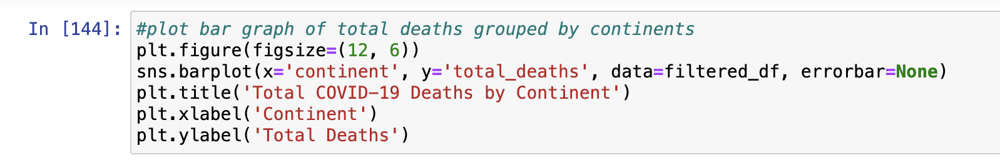 In [144]: #plot bar graph of total deaths grouped by continents
plt.figure(figsize=(12, 6))
sns.barplot(x='continent', y='total_deaths', data=filtered_df, errorbar=None)
plt.title('Total COVID–19 Deaths by Continent')
plt.xlabel('Continent')
plt.ylabel('Total Deaths')